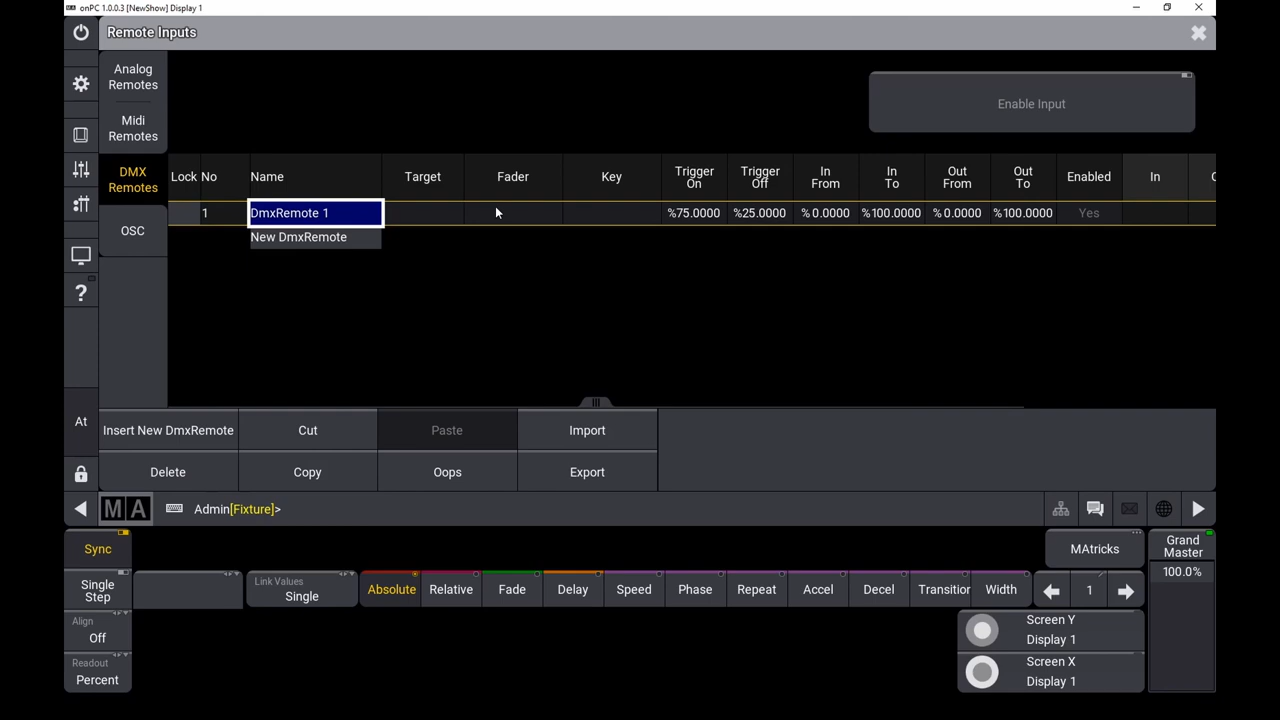 onPC 1.0.0.3 [NewShow] Display 1
Remote Inputs
Analog
Remotes
Midi
Remotes
DMX
Remotes
OSC
Enable Input
Lock No Name Target Fader Key Trigger On Trigger Off In From In To Out From Out To Enabled In
1 DmxRemote 1 %75.0000 %25.0000 % 0.0000 %100.0000 % 0.0000 %100.0000 Yes
New DmxRemote
?
At
Insert New DmxRemote Cut Paste Import
Delete Copy Oops Export
MA Admin[Fixture]>
Sync
MAtricks
Grand
Master
100.0%
Single
Step
Link Values
Single
Absolute Relative Fade Delay Speed Phase Repeat Accel Decel Transitior Width 1
Align
Off
Screen Y
Display 1
Readout
Percent
Screen X
Display 1